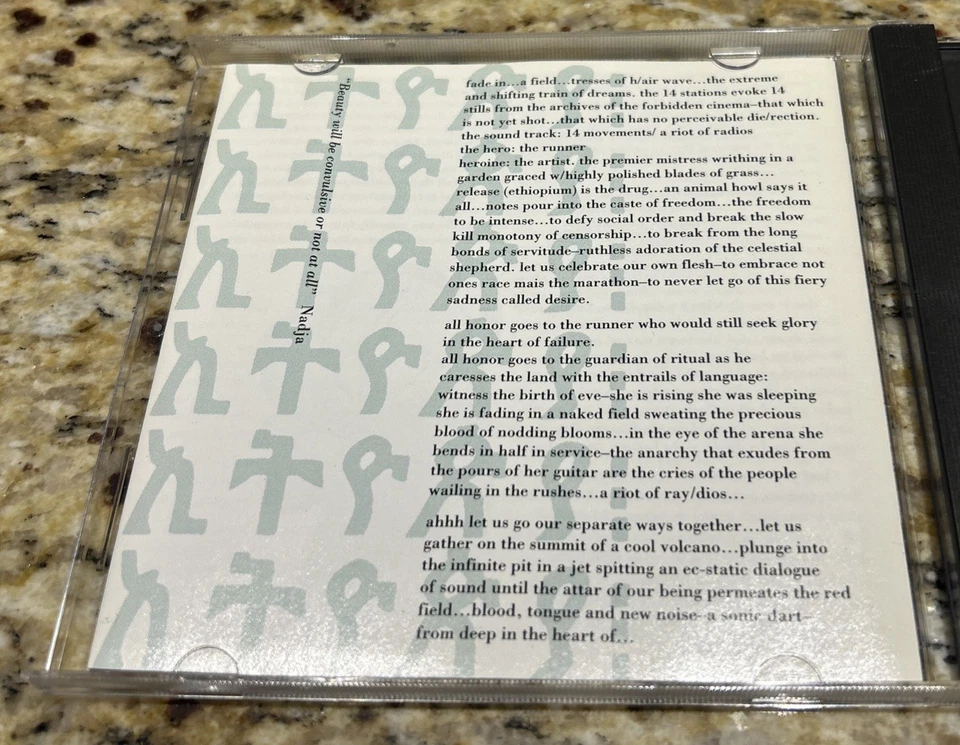 "Beauty will be convulsive or not at all" Nadja
fade in...a field...tresses of h/air wave...the extreme
and shifting train of dreams. the 14 stations evoke 14
stills from the archives of the forbidden cinema–that which
is not yet shot...that which has no perceivable die/rection.
the sound track: 14 movements/ a riot of radios
the hero: the runner
heroine: the artist. the premier mistress writhing in a
garden graced w/highly polished blades of grass...
release (ethiopium) is the drug...an animal howl says it
all...notes pour into the caste of freedom...the freedom
to be intense...to defy social order and break the slow
kill monotony of censorship...to break from the long
bonds of servitude–ruthless adoration of the celestial
shepherd. let us celebrate our own flesh–to embrace not
ones race mais the marathon–to never let go of this fiery
sadness called desire.
all honor goes to the runner who would still seek glory
in the heart of failure.
all honor goes to the guardian of ritual as he
caresses the land with the entrails of language:
witness the birth of eve–she is rising she was sleeping
she is fading in a naked field sweating the precious
blood of nodding blooms...in the eye of the arena she
bends in half in service–the anarchy that exudes from
the pours of her guitar are the cries of the people
wailing in the rushes...a riot of ray/dios...
ahhh let us go our separate ways together...let us
gather on the summit of a cool volcano...plunge into
the infinite pit in a jet spitting an ec-static dialogue
of sound until the attar of our being permeates the red
field...blood, tongue and new noise–a sonic dart–
from deep in the heart of...